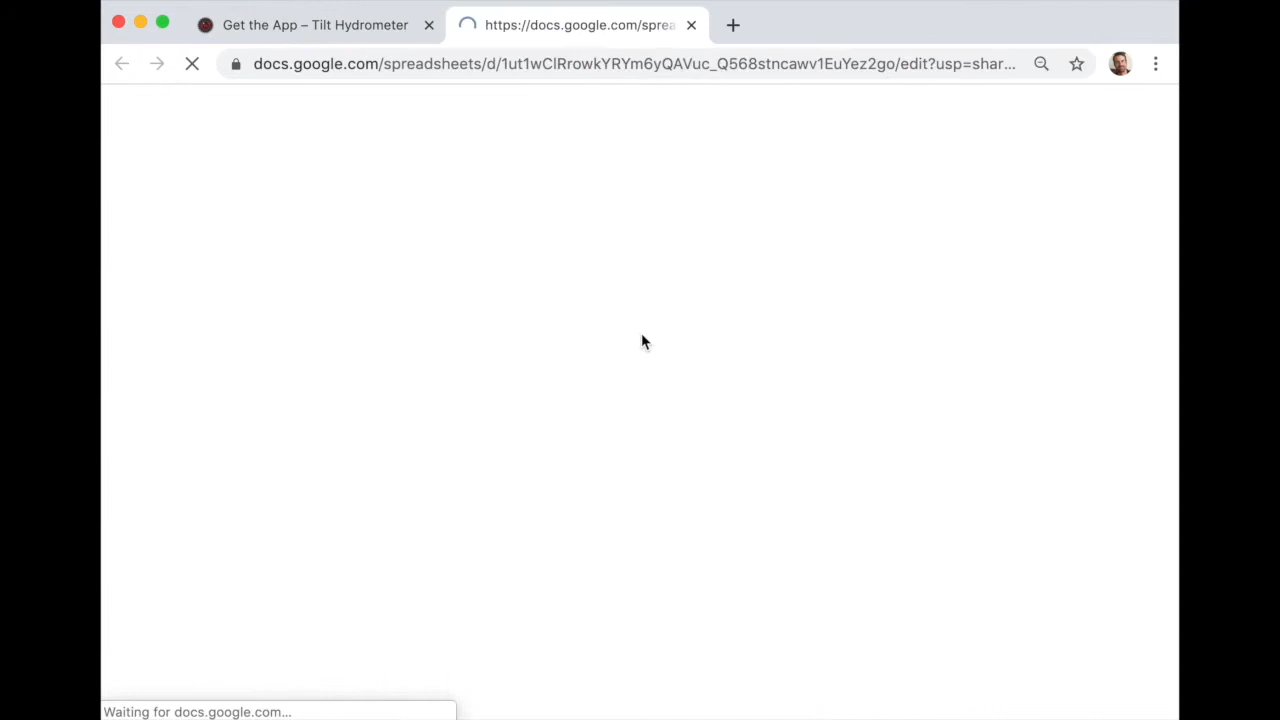 Get the App – Tilt Hydrometer
https://docs.google.com/sprea
docs.google.com/spreadsheets/d/1ut1wClRrowkYRYm6yQAVuc_Q568stncawv1EuYez2go/edit?usp=shar...
Waiting for docs.google.com...